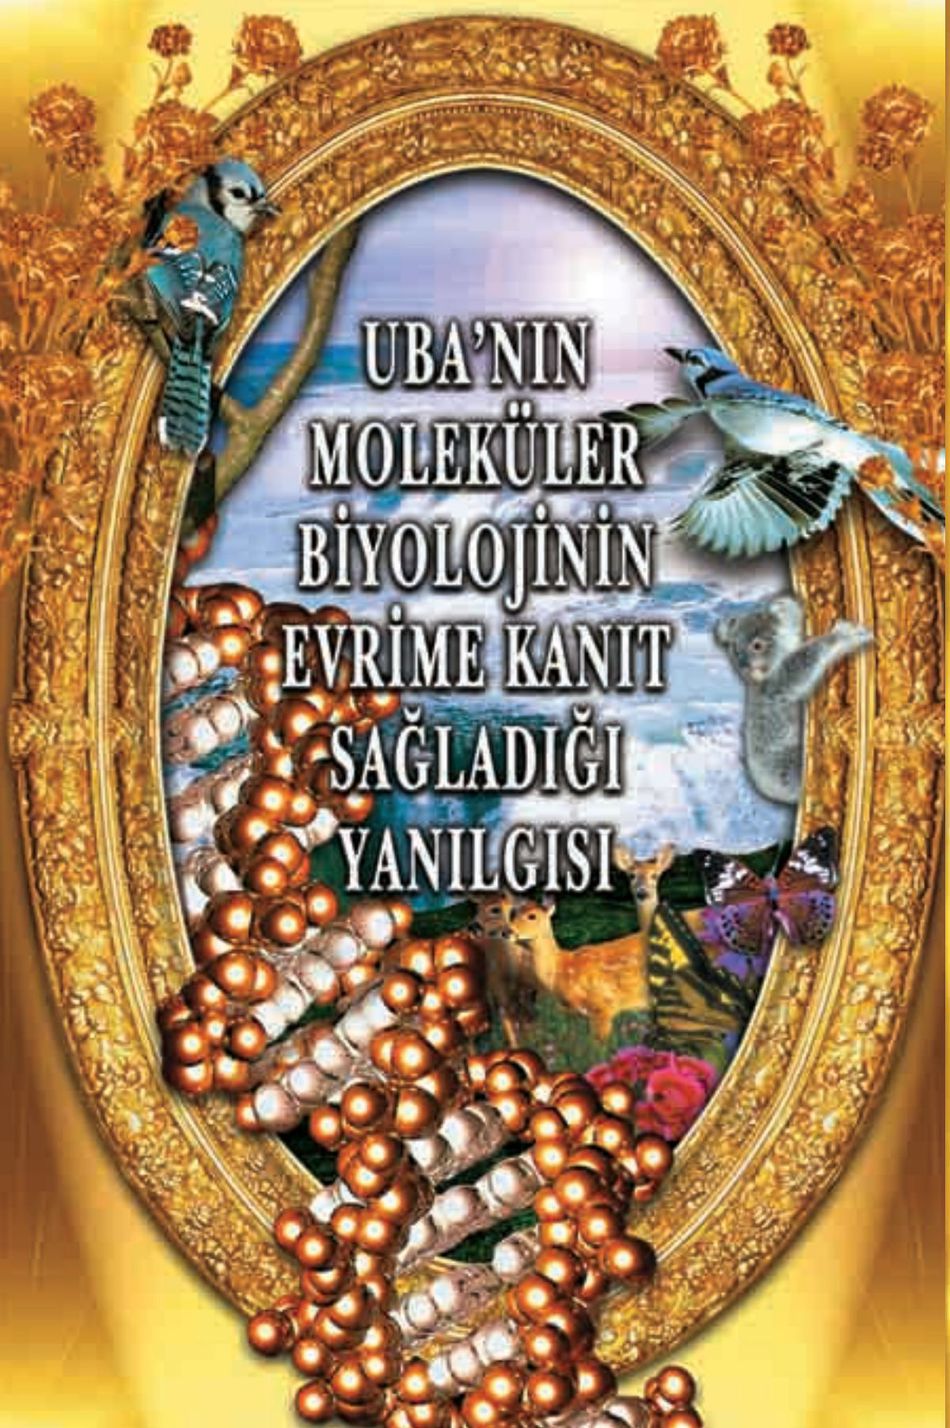 UBA'NIN
MOLEKÜLER
BİYOLOJİNİN
EVRİME KANIT
SAĞLADIĞI
YANILGISI